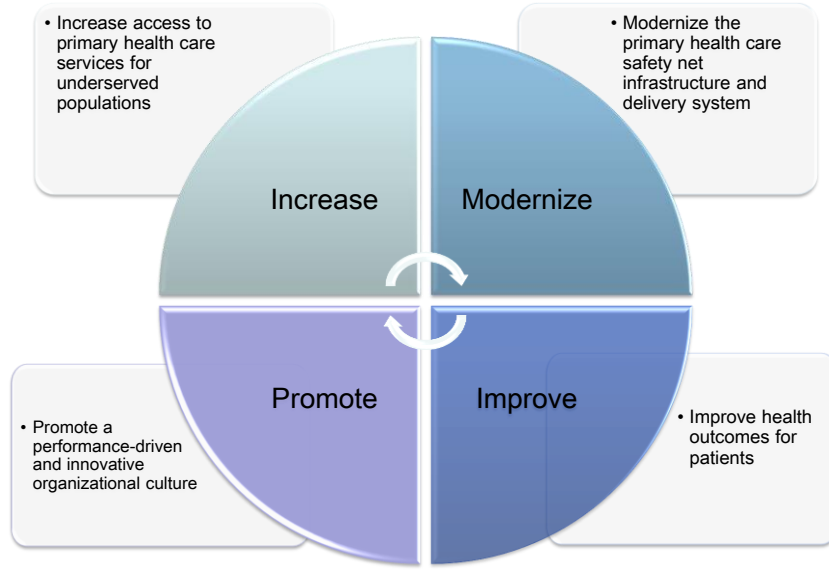 • Increase access to
primary health care
services for
underserved
populations
• Modernize the
primary health care
safety net
infrastructure and
delivery system
Increase
Modernize
Promote
Improve
• Promote a
performance-driven
and innovative
organizational culture
• Improve health
outcomes for
patients